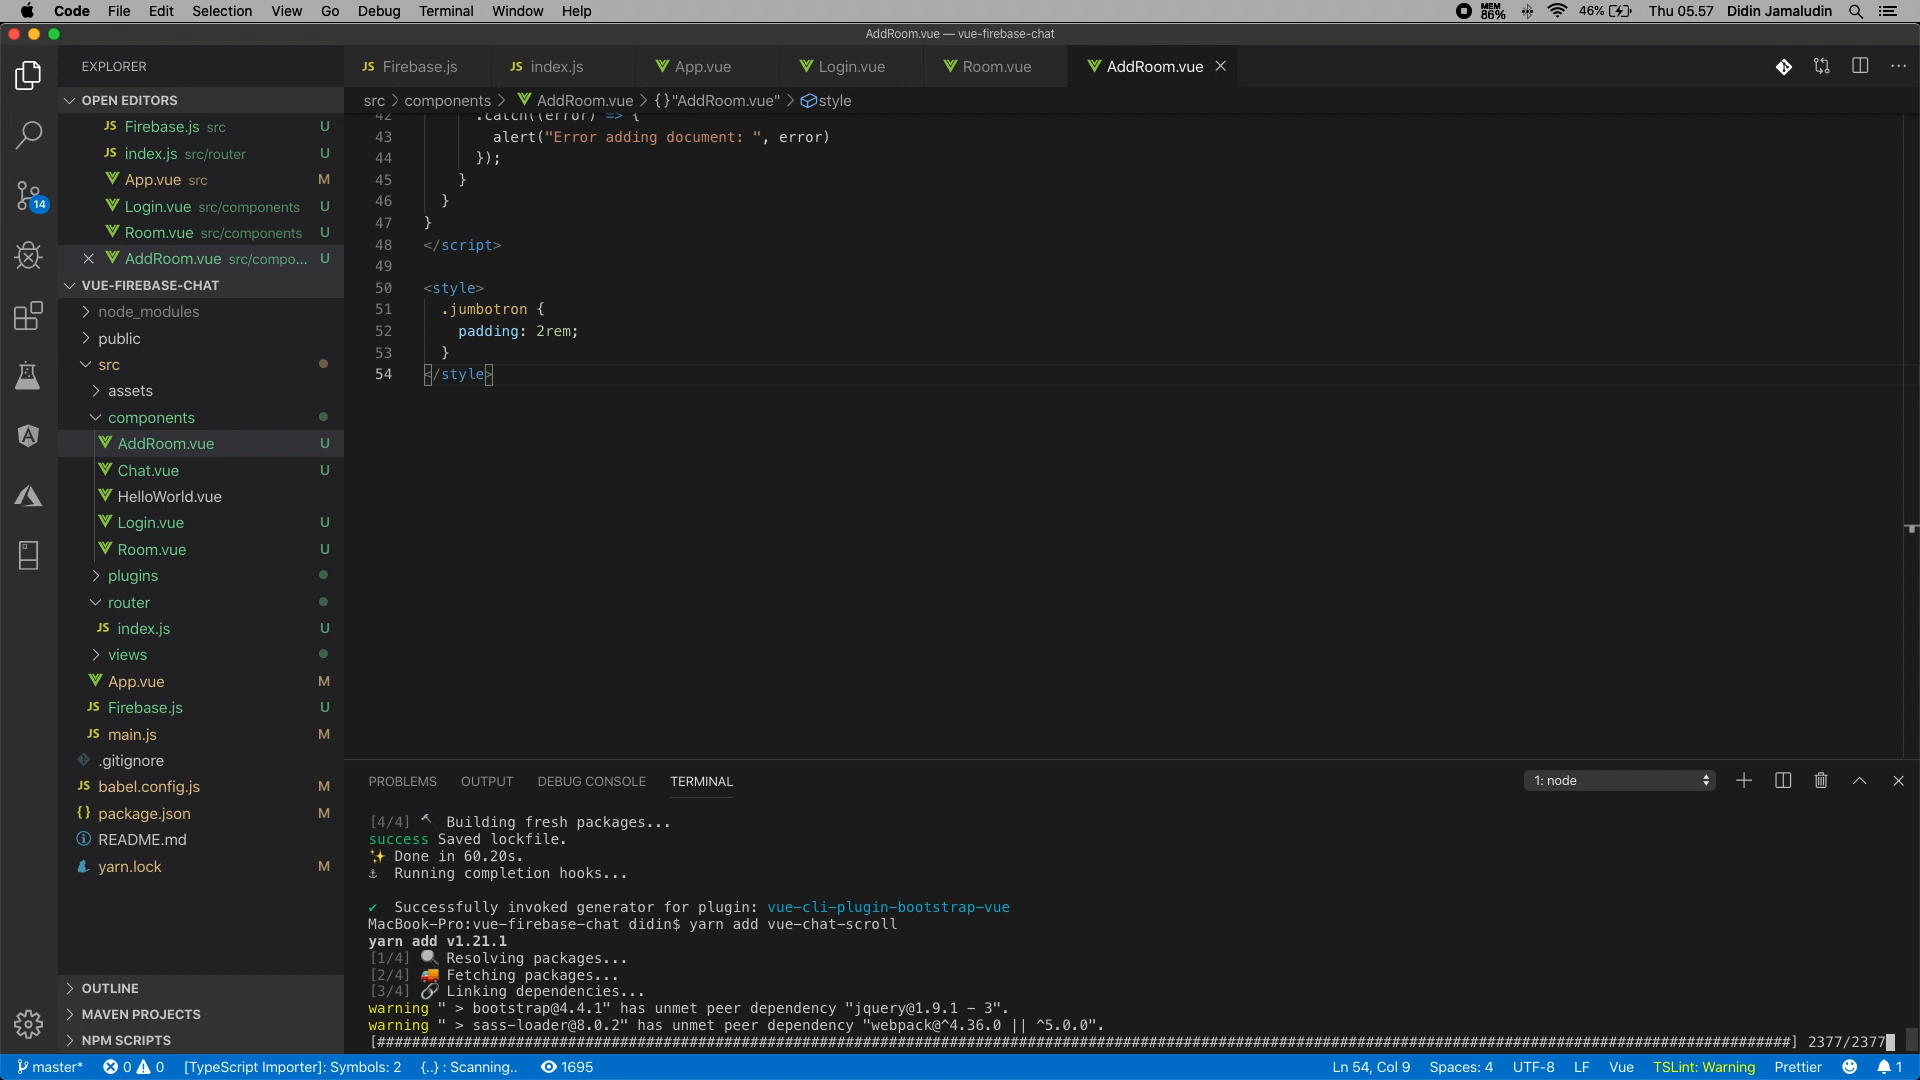 Code File Edit Selection View Go Debug Terminal Window Help
MEM 86% 46% Thu 05.57 Didin Jamaludin
AddRoom.vue — vue-firebase-chat
EXPLORER
OPEN EDITORS
JS Firebase.js src U
JS index.js src/router U
App.vue src M
Login.vue src/components U
Room.vue src/components U
AddRoom.vue src/compo... U
VUE-FIREBASE-CHAT
node_modules
public
src
assets
components
AddRoom.vue U
Chat.vue U
HelloWorld.vue
Login.vue U
Room.vue U
plugins
router
JS index.js U
views
App.vue M
JS Firebase.js U
JS main.js M
.gitignore
JS babel.config.js M
{} package.json M
README.md
yarn.lock M
OUTLINE
MAVEN PROJECTS
NPM SCRIPTS
14
JS Firebase.js JS index.js App.vue Login.vue Room.vue AddRoom.vue
src > components > AddRoom.vue > {} "AddRoom.vue" > style
42 .catch((error) => {
43 alert("Error adding document: ", error)
44 });
45 }
46 }
47 }
48 </script>
49
50 <style>
51 .jumbotron {
52 padding: 2rem;
53 }
54 </style>
PROBLEMS OUTPUT DEBUG CONSOLE TERMINAL
1: node
[4/4] 🔨 Building fresh packages...
success Saved lockfile.
✨ Done in 60.20s.
⚓ Running completion hooks...
✔ Successfully invoked generator for plugin: vue-cli-plugin-bootstrap-vue
MacBook-Pro:vue-firebase-chat didin$ yarn add vue-chat-scroll
yarn add v1.21.1
[1/4] 🔍 Resolving packages...
[2/4] 🚚 Fetching packages...
[3/4] 🔗 Linking dependencies...
warning " > bootstrap@4.4.1" has unmet peer dependency "jquery@1.9.1 - 3".
warning " > sass-loader@8.0.2" has unmet peer dependency "webpack@^4.36.0 || ^5.0.0".
[####################################################################################################################################################################] 2377/2377
master* 0 0 [TypeScript Importer]: Symbols: 2 {..} : Scanning.. 1695
Ln 54, Col 9 Spaces: 4 UTF-8 LF Vue TSLint: Warning Prettier 1